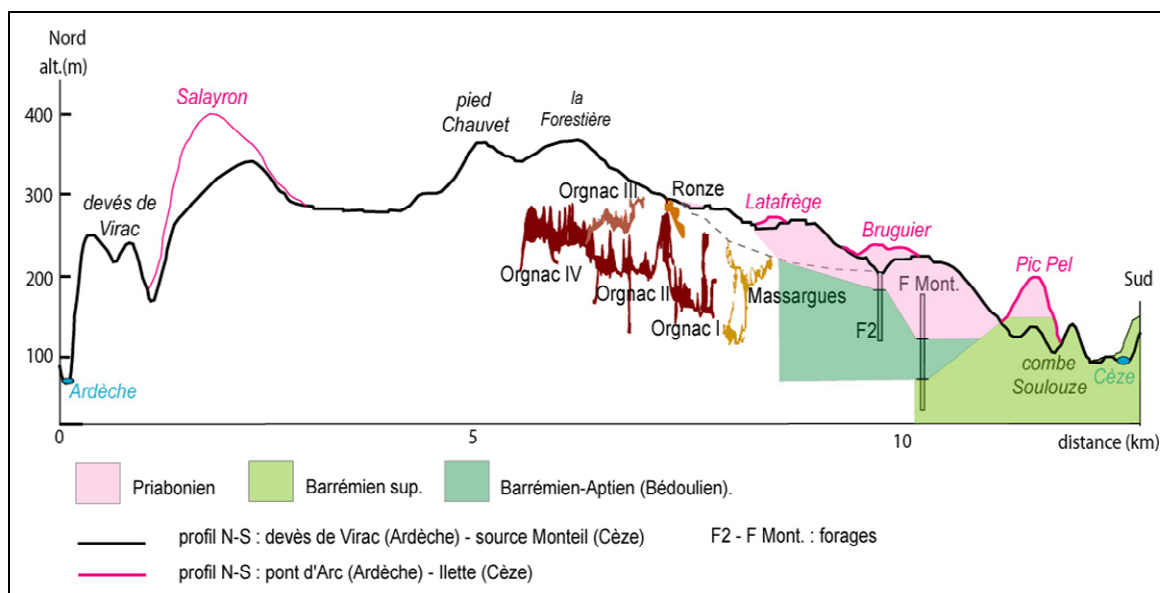 Nord
alt.(m)
400
300
200
100
0
5
10
distance (km)
Salayron
devés de
Virac
pied
Chauvet
la
Forestière
Orgnac III
Ronze
Latafrège
Bruguier
Orgnac IV
Orgnac II
Massargues
F Mont.
Pic Pel
Sud
Orgnac I
F2
combe
Soulouze
Cèze
Ardèche
Priabonien
Barrémien sup.
Barrémien-Aptien (Bédoulien).
profil N-S : devès de Virac (Ardèche) - source Monteil (Cèze)
F2 - F Mont. : forages
profil N-S : pont d'Arc (Ardèche) - Ilette (Cèze)